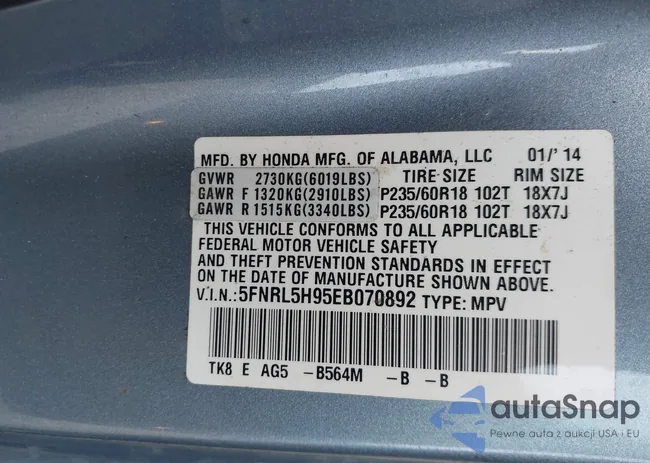 MFD. BY HONDA MFG. OF ALABAMA, LLC 01/'14
GVWR 2730KG(6019LBS) TIRE SIZE RIM SIZE
GAWR F 1320KG(2910LBS) P235/60R18 102T 18X7J
GAWR R 1515KG(3340LBS) P235/60R18 102T 18X7J
THIS VEHICLE CONFORMS TO ALL APPLICABLE
FEDERAL MOTOR VEHICLE SAFETY
AND THEFT PREVENTION STANDARDS IN EFFECT
ON THE DATE OF MANUFACTURE SHOWN ABOVE.
V.I.N.:5FNRL5H95EB070892 TYPE: MPV
TK8 E AG5 -B564M -B -B
autaSnap
Pewne auta z aukcji USA i EU